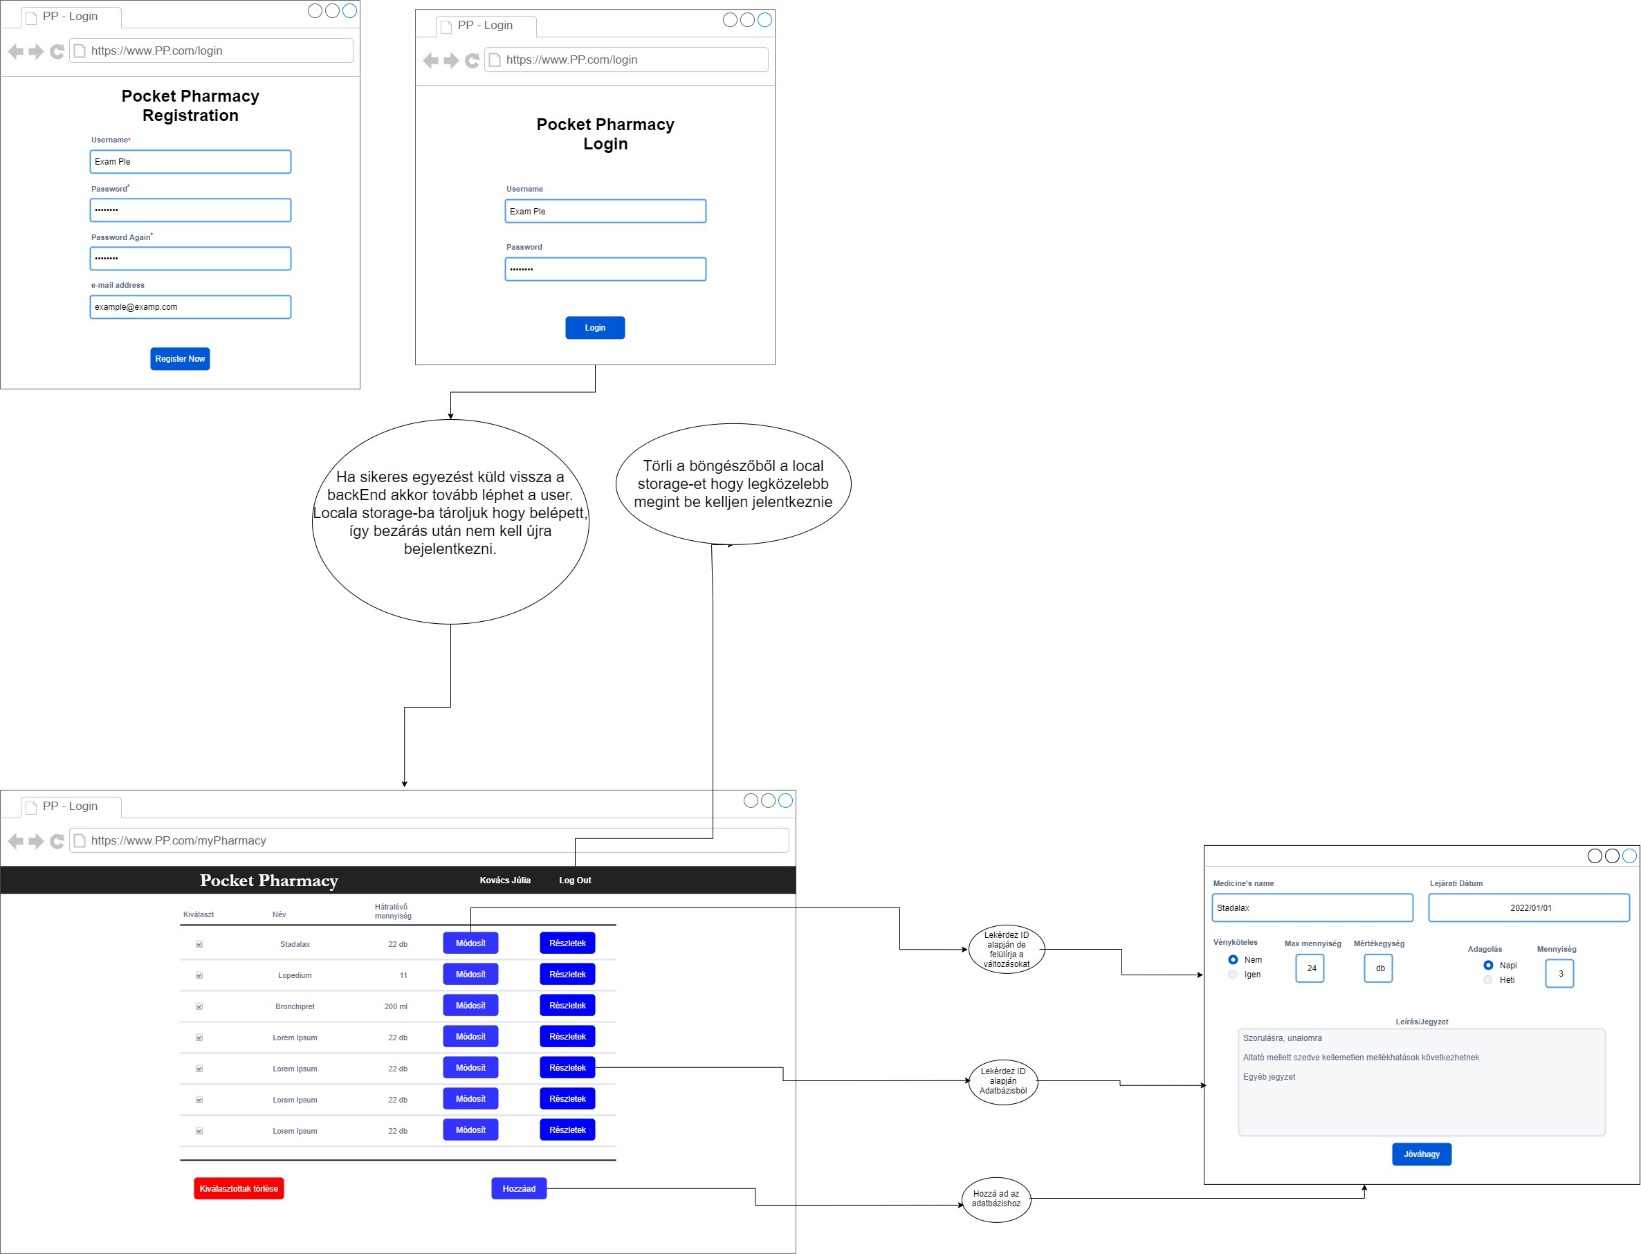 PP - Login
https://www.PP.com/login
Pocket Pharmacy
Registration
Username*
Exam Ple
Password*
••••••••
Password Again*
••••••••
e-mail address
example@examp.com
Register Now
PP - Login
https://www.PP.com/login
Pocket Pharmacy
Login
Username
Exam Ple
Password
••••••••
Login
Ha sikeres egyezést küld vissza a
backEnd akkor tovább léphet a user.
Locala storage-ba tároljuk hogy belépett,
így bezárás után nem kell újra
bejelentkezni.
Törli a böngészőből a local
storage-et hogy legközelebb
megint be kelljen jelentkeznie
PP - Login
https://www.PP.com/myPharmacy
Pocket Pharmacy Kovács Júlia Log Out
Kiválaszt Név Hátralévő
mennyiség
Stadalax 22 db Módosít Részletek
Lopedium 11 Módosít Részletek
Bronchipret 200 ml Módosít Részletek
Lorem Ipsum 22 db Módosít Részletek
Lorem Ipsum 22 db Módosít Részletek
Lorem Ipsum 22 db Módosít Részletek
Lorem Ipsum 22 db Módosít Részletek
Kiválasztottak törlése Hozzáad
Lekérdez ID
alapján de
felülírja a
változásokat
Lekérdez ID
alapján
Adatbázisból
Hozzá ad az
adatbázishoz
Medicine's name Lejárati Dátum
Stadalax 2022/01/01
Vényköteles Max mennyiség Mértékegység Adagolás Mennyiség
Nem 24 db Napi 3
Igen Heti
Leírás/Jegyzet
Szorulásra, unalomra
Altató mellett szedve kellemetlen mellékhatások következhetnek
Egyéb jegyzet
Jóváhagy